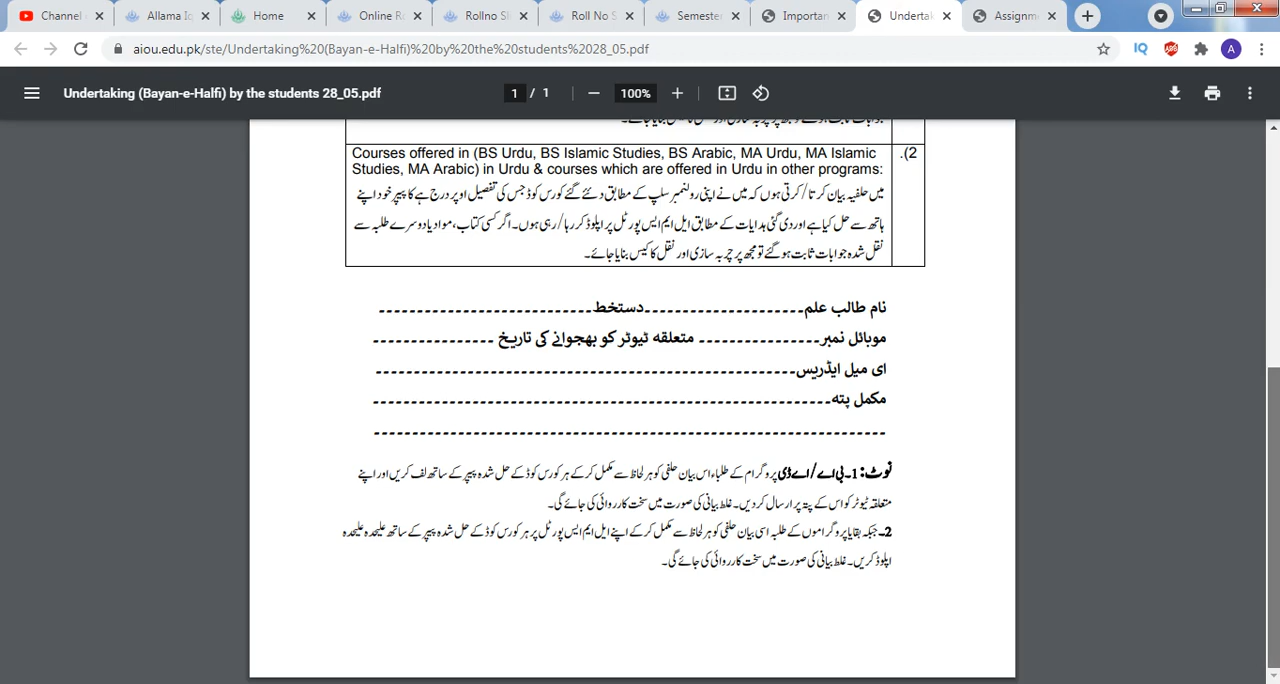 Channel
Allama Iq
Home
Online Re
Rollno Sl
Roll No S
Semeste
Importan
Undertak
Assignm
aiou.edu.pk/ste/Undertaking%20(Bayan-e-Halfi)%20by%20the%20students%2028_05.pdf
IQ
A
Undertaking (Bayan-e-Halfi) by the students 28_05.pdf
1 / 1
100%
.(2
Courses offered in (BS Urdu, BS Islamic Studies, BS Arabic, MA Urdu, MA Islamic
Studies, MA Arabic) in Urdu & courses which are offered in Urdu in other programs:
میں حلفیہ بیان کرتا/کرتی ہوں کہ میں نے اپنی رولنمبر سلپ کے مطابق دئے گئے کورس کوڈ جس کی تفصیل اوپر درج ہے کا پیپر خود اپنے
ہاتھ سے حل کیا ہے اور دی گئی ہدایات کے مطابق ایل ایم ایس پورٹل پر اپلوڈ کر رہا/رہی ہوں۔ اگر کسی کتاب، مواد یا دوسرے طلبہ سے
نقل شدہ جوابات ثابت ہو گئے تو مجھ پر چربہ سازی اور نقل کا کیس بنایا جائے۔
نام طالب علم۔۔۔۔۔۔۔۔۔۔۔۔۔۔۔۔۔۔۔۔۔دستخط۔۔۔۔۔۔۔۔۔۔۔۔۔۔۔۔۔۔۔۔۔۔۔۔۔۔۔۔
موبائل نمبر۔۔۔۔۔۔۔۔۔۔۔۔۔۔۔۔ متعلقہ ٹیوٹر کو بھجوانے کی تاریخ ۔۔۔۔۔۔۔۔۔۔۔۔۔۔۔۔
ای میل ایڈریس۔۔۔۔۔۔۔۔۔۔۔۔۔۔۔۔۔۔۔۔۔۔۔۔۔۔۔۔۔۔۔۔۔۔۔۔۔۔۔۔۔۔۔۔۔۔۔۔۔۔۔۔۔۔۔
مکمل پتہ۔۔۔۔۔۔۔۔۔۔۔۔۔۔۔۔۔۔۔۔۔۔۔۔۔۔۔۔۔۔۔۔۔۔۔۔۔۔۔۔۔۔۔۔۔۔۔۔۔۔۔۔۔۔۔۔۔۔۔۔
نوٹ: 1۔ بی اے/اے ڈی پروگرام کے طلباء اس بیان حلفی کو ہر لحاظ سے مکمل کر کے ہر کورس کوڈ کے حل شدہ پیپر کے ساتھ لف کریں اور اپنے
متعلقہ ٹیوٹر کو اس کے پتہ پر ارسال کر دیں۔ غلط بیانی کی صورت میں سخت کارروائی کی جائے گی۔
2۔ جبکہ بقایا پروگراموں کے طلبہ اسی بیان حلفی کو ہر لحاظ سے مکمل کر کے اپنے ایل ایم ایس پورٹل پر ہر کورس کوڈ کے حل شدہ پیپر کے ساتھ علیحدہ علیحدہ
اپلوڈ کریں۔ غلط بیانی کی صورت میں سخت کارروائی کی جائے گی۔